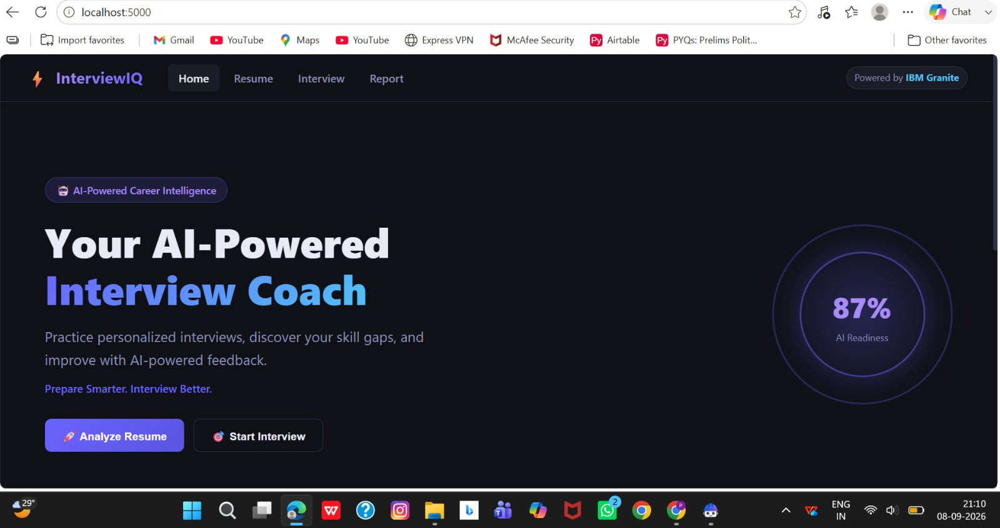 localhost:5000
Chat
Import favorites
Gmail
YouTube
Maps
YouTube
Express VPN
McAfee Security
Py
Airtable
Py
PYQs: Prelims Polit...
Other favorites
InterviewIQ
Home
Resume
Interview
Report
Powered by IBM Granite
AI-Powered Career Intelligence
Your AI-Powered
Interview Coach
Practice personalized interviews, discover your skill gaps, and
improve with AI-powered feedback.
Prepare Smarter. Interview Better.
Analyze Resume
Start Interview
87%
AI Readiness
29°
2
P
ENG
IN
21:10
08-09-2026